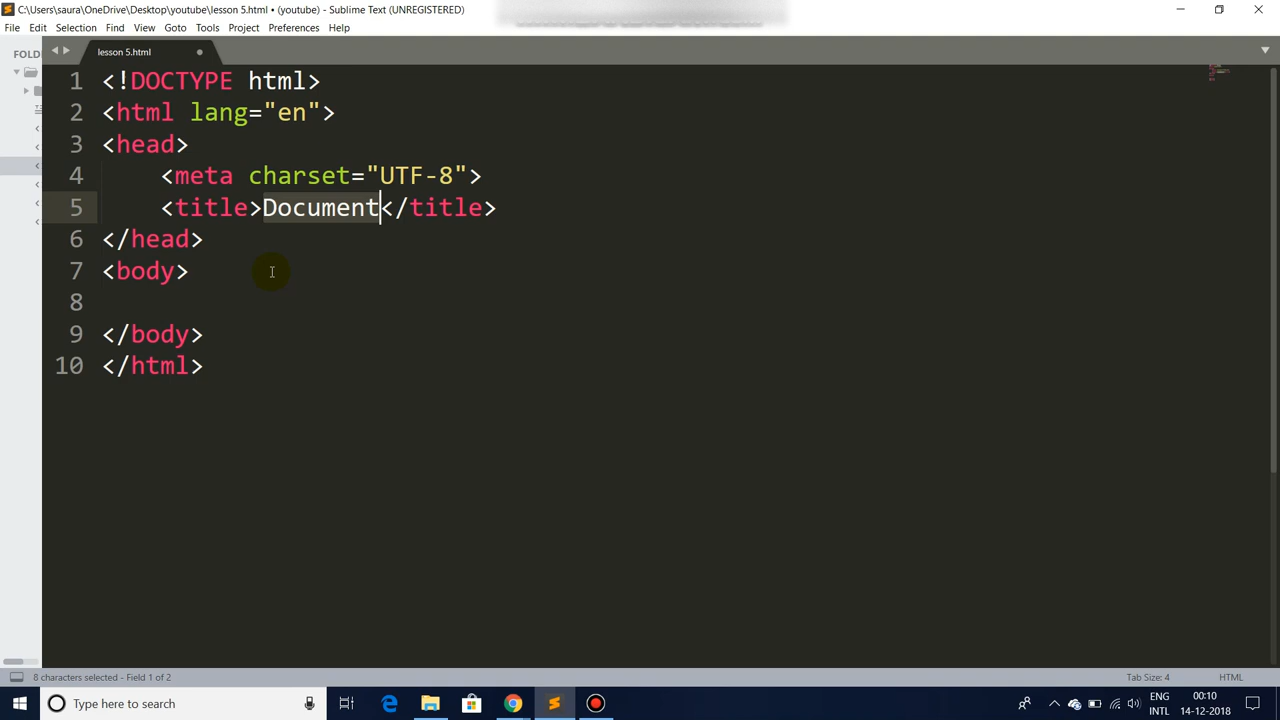 C:\Users\saura\OneDrive\Desktop\youtube\lesson 5.html • (youtube) - Sublime Text (UNREGISTERED)
File Edit Selection Find View Goto Tools Project Preferences Help
FOLD
lesson 5.html
1 <!DOCTYPE html>
2 <html lang="en">
3 <head>
4 <meta charset="UTF-8">
5 <title>Document</title>
6 </head>
7 <body>
8
9 </body>
10 </html>
8 characters selected - Field 1 of 2
Tab Size: 4
HTML
Type here to search
ENG
INTL
00:10
14-12-2018